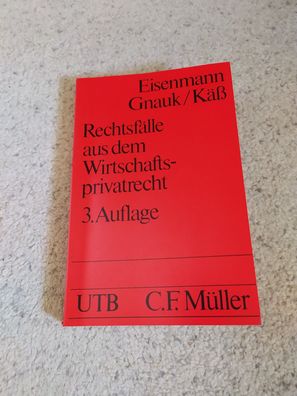 Eisenmann
Gnauk/Käß
Rechtsfälle
aus dem
Wirtschafts-
privatrecht
3. Auflage
UTB C.F. Müller